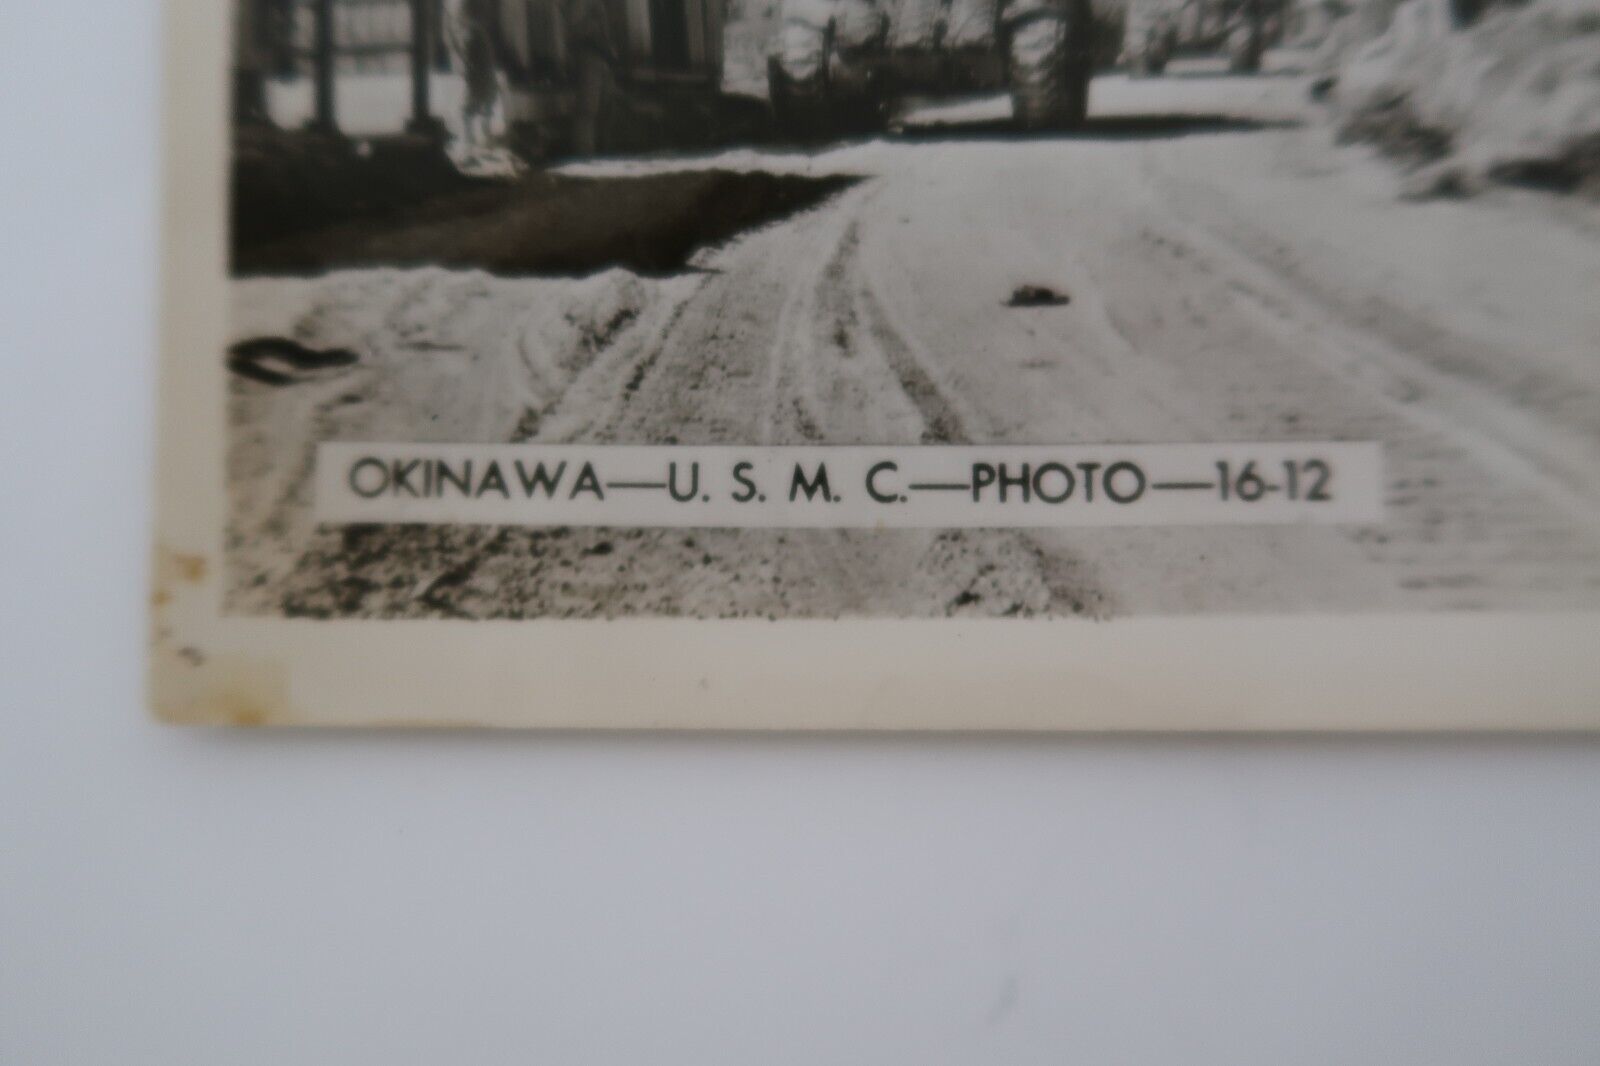 OKINAWA—U. S. M. C.—PHOTO—16-12